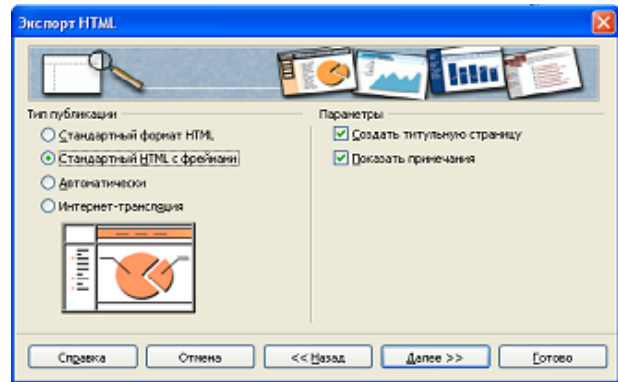 Экспорт HTML
Тип публикации
Стандартный формат HTML
Стандартный HTML с фреймами
Автоматически
Интернет-трансляция
Параметры
Создать титульную страницу
Показать примечания
Справка Отмена << Назад Далее >> Готово